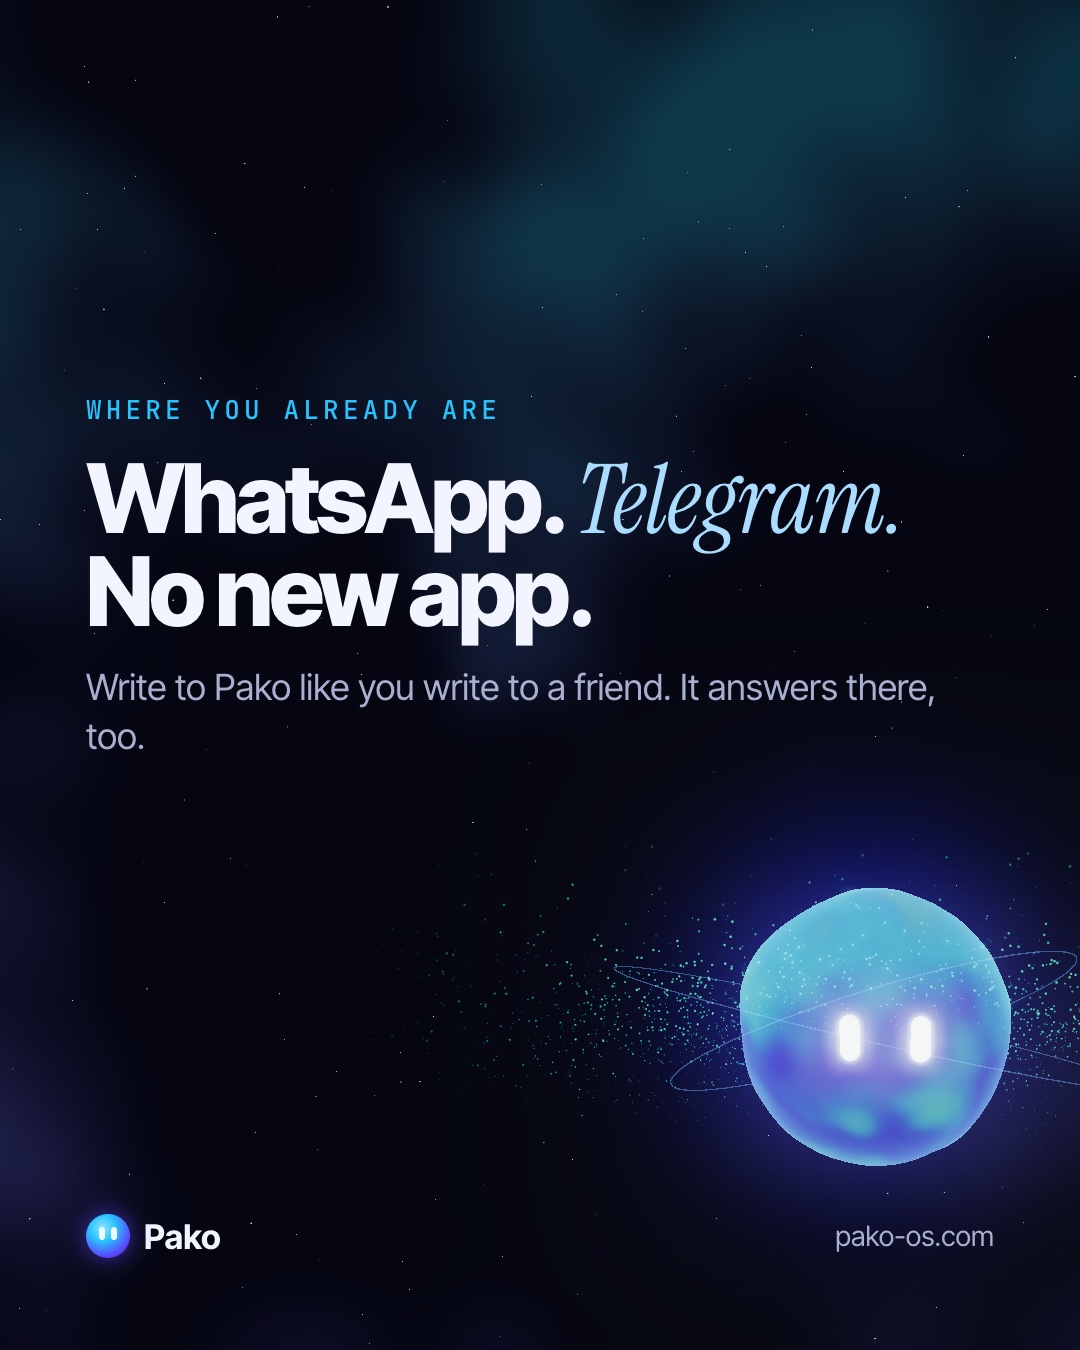 WHERE YOU ALREADY ARE
WhatsApp. Telegram.
No new app.
Write to Pako like you write to a friend. It answers there,
too.
Pako
pako-os.com